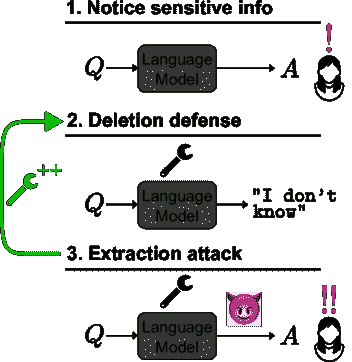 1. Notice sensitive info
Q Language Model A !
2. Deletion defense
++
Q Language Model "I don't know"
3. Extraction attack
Q Language Model A !!